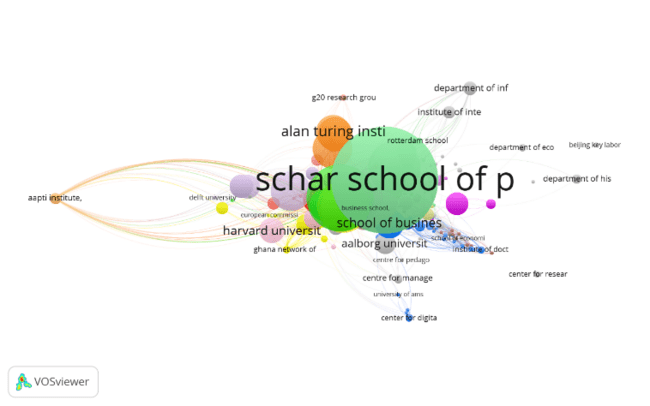 department of inf
g20 research grou
institute of inte
alan turing insti
rotterdam school
department of eco
beijing key labor
schar school of p
department of his
aapti institute,
delft university
business school,
european commissi
school of busines
harvard universit
school of economi
aalborg universit
ghana network of
institute of doct
centre for pedago
center for resear
centre for manage
university of ams
center for digita
VOSviewer